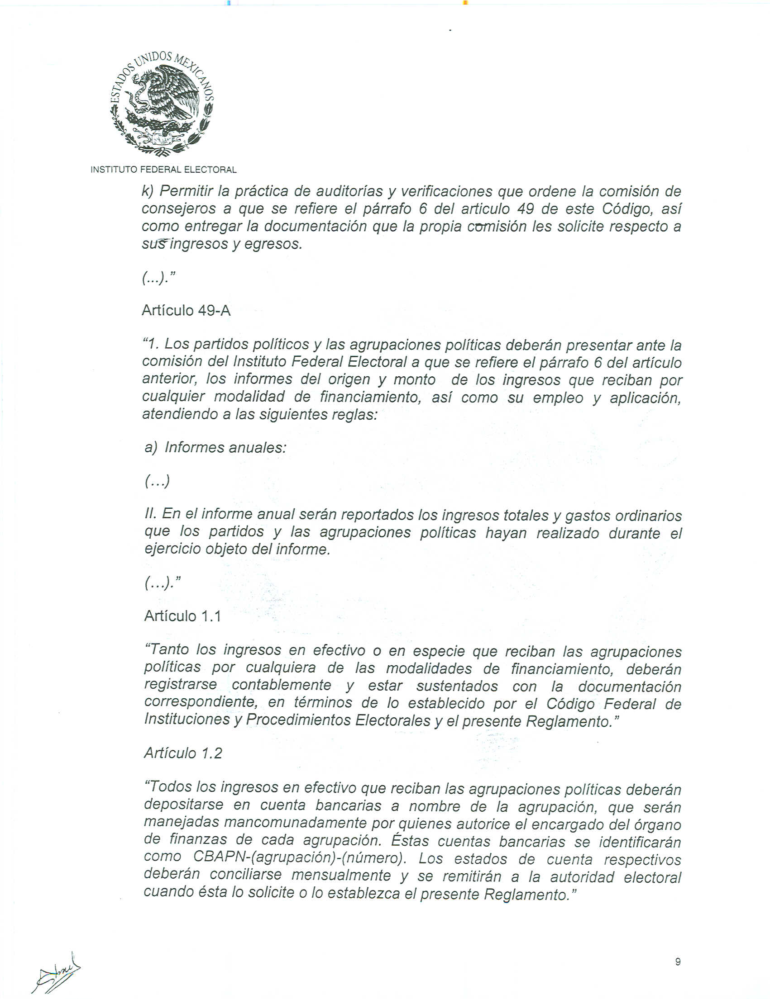 ESTADOS UNIDOS MEXICANOS
INSTITUTO FEDERAL ELECTORAL
k) Permitir la práctica de auditorías y verificaciones que ordene la comisión de
consejeros a que se refiere el párrafo 6 del articulo 49 de este Código, así
como entregar la documentación que la propia comisión les solicite respecto a
sus ingresos y egresos.
(...)."
Artículo 49-A
“1. Los partidos políticos y las agrupaciones políticas deberán presentar ante la
comisión del Instituto Federal Electoral a que se refiere el párrafo 6 del artículo
anterior, los informes del origen y monto de los ingresos que reciban por
cualquier modalidad de financiamiento, así como su empleo y aplicación,
atendiendo a las siguientes reglas:
a) Informes anuales:
(...)
II. En el informe anual serán reportados los ingresos totales y gastos ordinarios
que los partidos y las agrupaciones políticas hayan realizado durante el
ejercicio objeto del informe.
(...).”
Artículo 1.1
“Tanto los ingresos en efectivo o en especie que reciban las agrupaciones
políticas por cualquiera de las modalidades de financiamiento, deberán
registrarse contablemente y estar sustentados con la documentación
correspondiente, en términos de lo establecido por el Código Federal de
Instituciones y Procedimientos Electorales y el presente Reglamento.”
Artículo 1.2
“Todos los ingresos en efectivo que reciban las agrupaciones políticas deberán
depositarse en cuenta bancarias a nombre de la agrupación, que serán
manejadas mancomunadamente por quienes autorice el encargado del órgano
de finanzas de cada agrupación. Éstas cuentas bancarias se identificarán
como CBAPN-(agrupación)-(número). Los estados de cuenta respectivos
deberán conciliarse mensualmente y se remitirán a la autoridad electoral
cuando ésta lo solicite o lo establezca el presente Reglamento.”
9